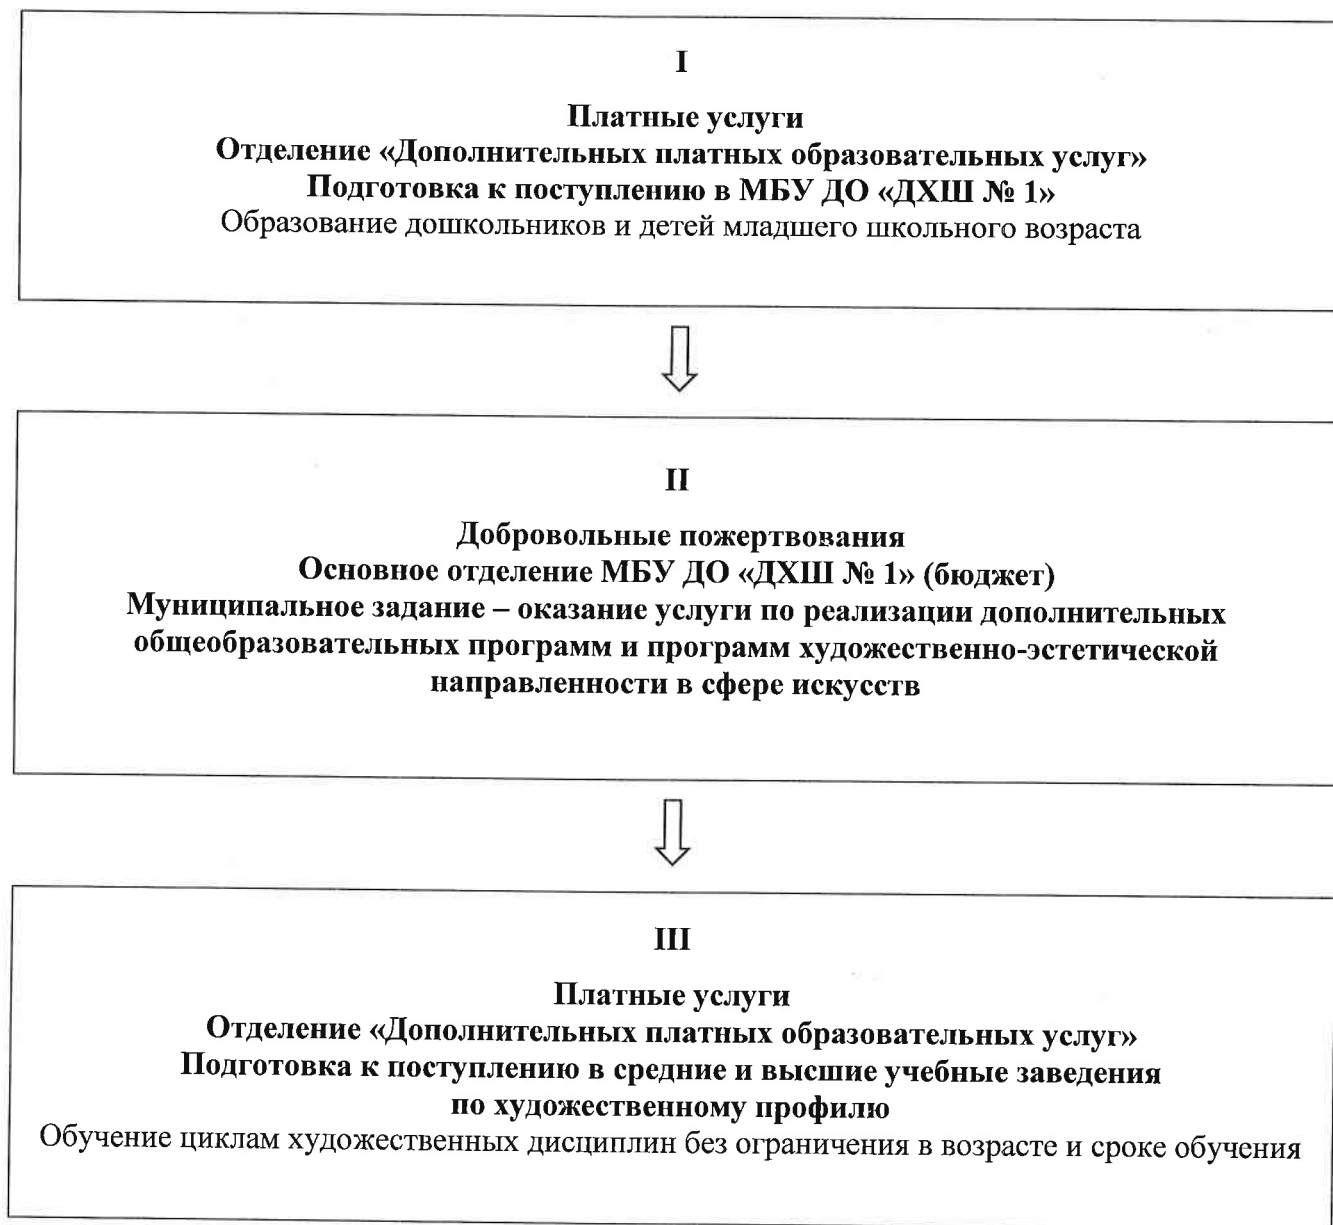 I
Платные услуги
Отделение «Дополнительных платных образовательных услуг»
Подготовка к поступлению в МБУ ДО «ДХШ № 1»
Образование дошкольников и детей младшего школьного возраста
II
Добровольные пожертвования
Основное отделение МБУ ДО «ДХШ № 1» (бюджет)
Муниципальное задание – оказание услуги по реализации дополнительных
общеобразовательных программ и программ художественно-эстетической
направленности в сфере искусств
III
Платные услуги
Отделение «Дополнительных платных образовательных услуг»
Подготовка к поступлению в средние и высшие учебные заведения
по художественному профилю
Обучение циклам художественных дисциплин без ограничения в возрасте и сроке обучения